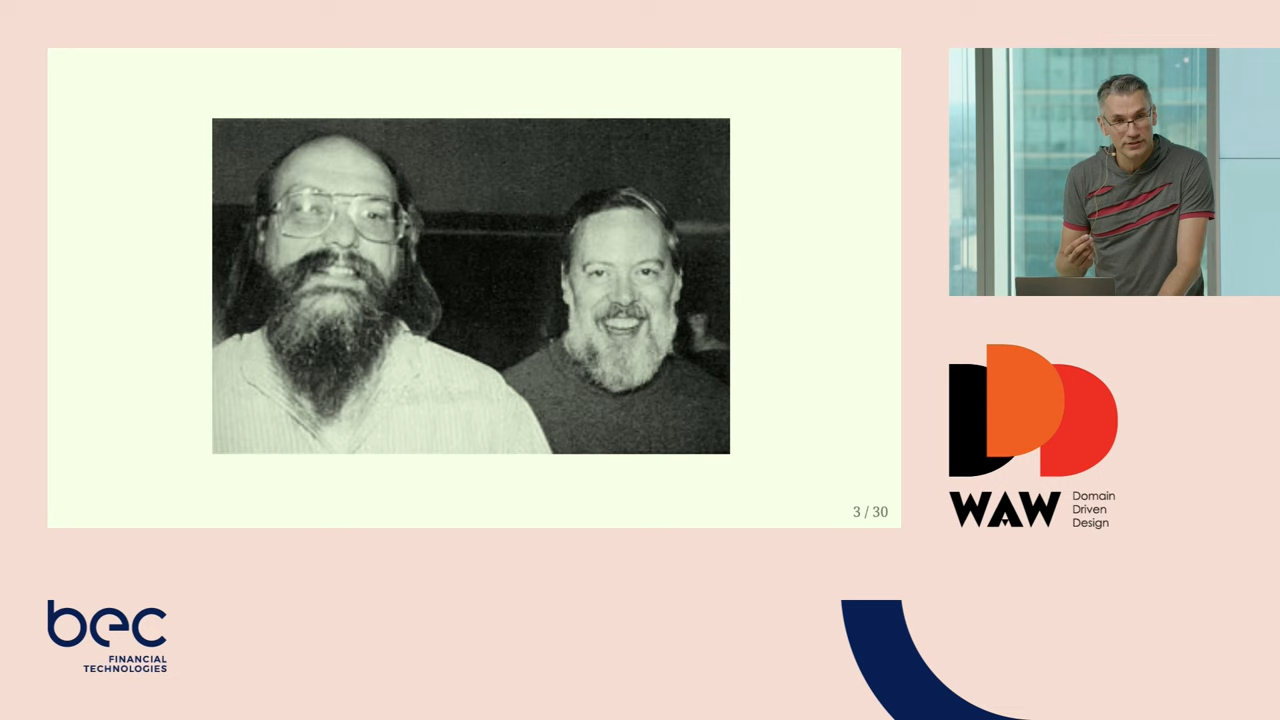 3 / 30
WAW
Domain
Driven
Design
bec
FINANCIAL
TECHNOLOGIES